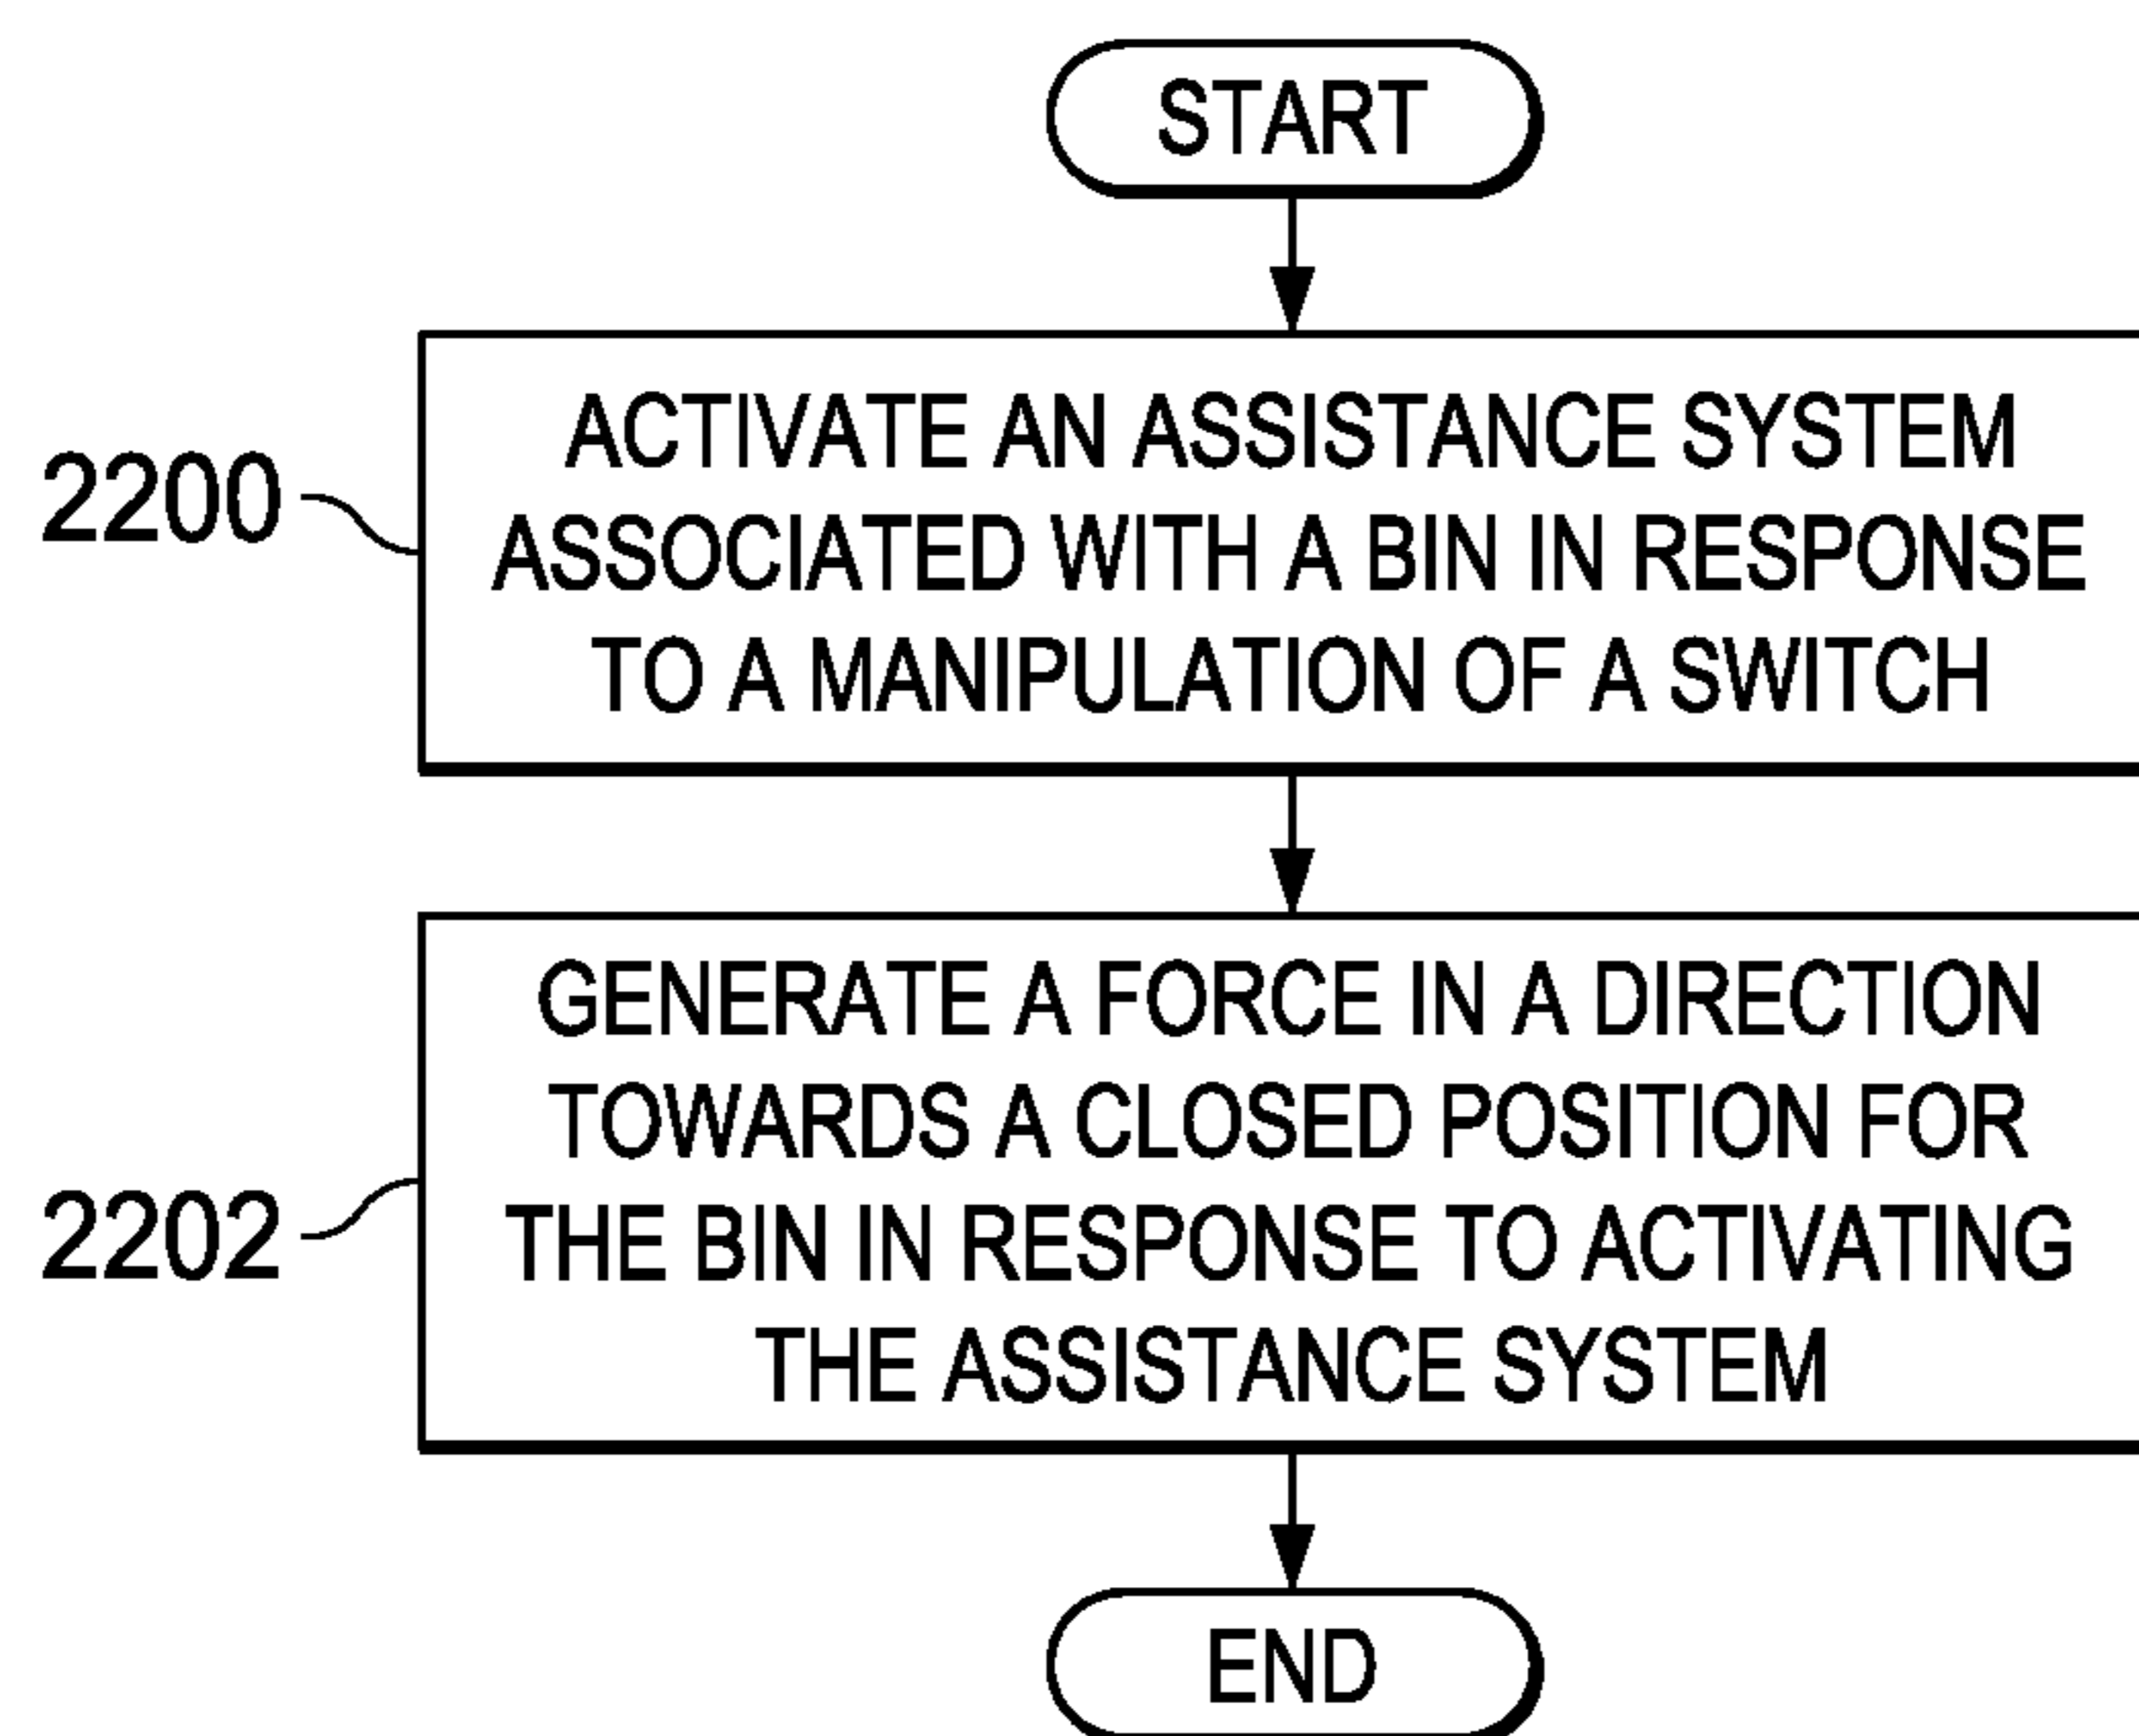 START
2200
ACTIVATE AN ASSISTANCE SYSTEM
ASSOCIATED WITH A BIN IN RESPONSE
TO A MANIPULATION OF A SWITCH
2202
GENERATE A FORCE IN A DIRECTION
TOWARDS A CLOSED POSITION FOR
THE BIN IN RESPONSE TO ACTIVATING
THE ASSISTANCE SYSTEM
END